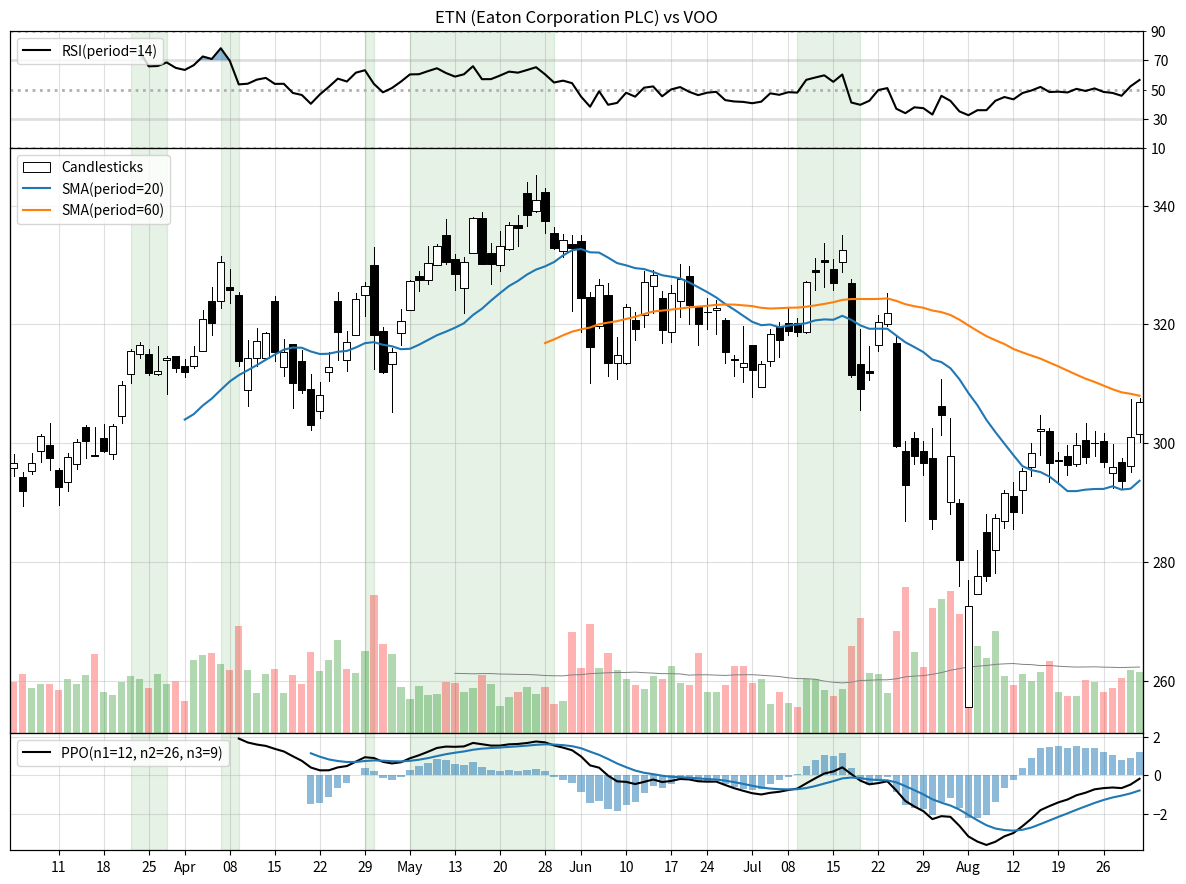 ETN (Eaton Corporation PLC) vs VOO
RSI(period=14)
90
70
50
30
10
Candlesticks
SMA(period=20)
SMA(period=60)
340
320
300
280
260
PPO(n1=12, n2=26, n3=9)
2
0
−2
11 18 25 Apr 08 15 22 29 May 13 20 28 Jun 10 17 24 Jul 08 15 22 29 Aug 12 19 26